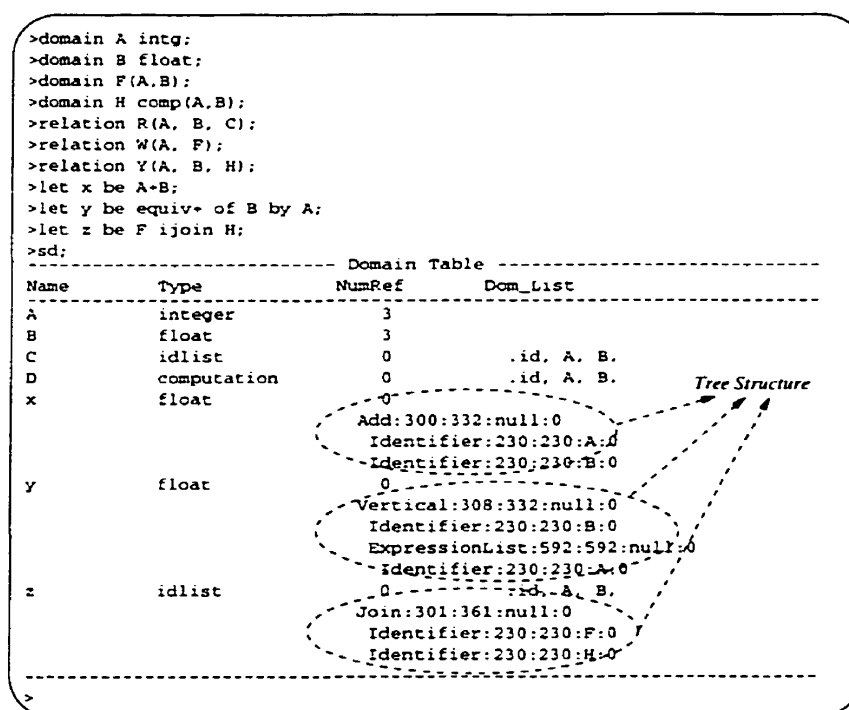 >domain A intg;
>domain B float;
>domain F(A,B);
>domain H comp(A,B);
>relation R(A, B, C);
>relation W(A, F);
>relation Y(A, B, H);
>let x be A+B;
>let y be equiv+ of B by A;
>let z be F ijoin H;
>sd;
------------------------------ Domain Table ------------------------------
Name Type NumRef Dom_List
A integer 3
B float 3
C idlist 0 .id, A, B,
D computation 0 .id, A, B,
Tree Structure
x float 0
Add:300:332:null:0
Identifier:230:230:A:0
Identifier:230:230:B:0
y float 0
Vertical:308:332:null:0
Identifier:230:230:B:0
ExpressionList:592:592:null:0
Identifier:230:230:A:0
z idlist 0 .id, A, B,
Join:301:361:null:0
Identifier:230:230:F:0
Identifier:230:230:H:0
>